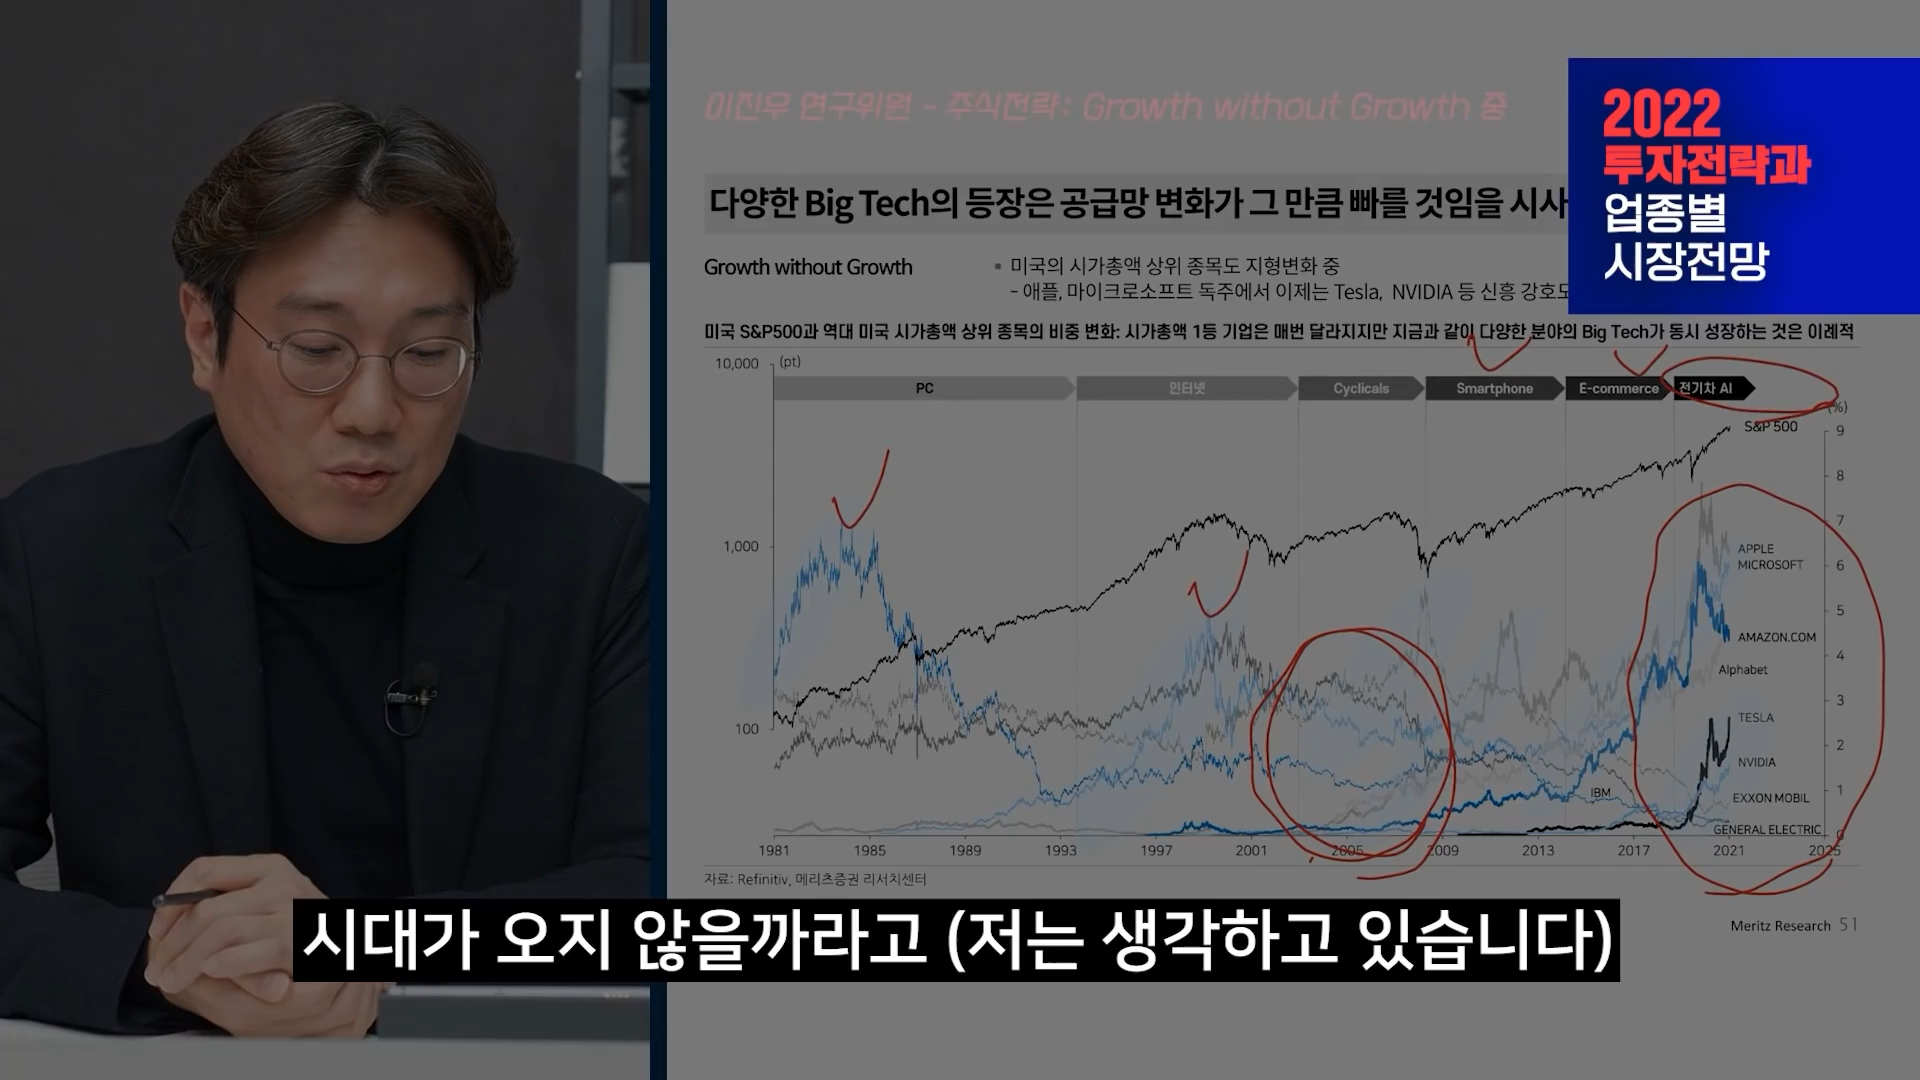 이진우 연구위원 - 주식전략: Growth without Growth 중
2022
투자전략과
업종별
시장전망
다양한 Big Tech의 등장은 공급망 변화가 그 만큼 빠를 것임을 시사
Growth without Growth
▪ 미국의 시가총액 상위 종목도 지형변화 중
- 애플, 마이크로소프트 독주에서 이제는 Tesla, NVIDIA 등 신흥 강호도
미국 S&P500과 역대 미국 시가총액 상위 종목의 비중 변화: 시가총액 1등 기업은 매번 달라지지만 지금과 같이 다양한 분야의 Big Tech가 동시 성장하는 것은 이례적
10,000 (pt)
PC 인터넷 Cyclicals Smartphone E-commerce 전기차 AI
(%)
S&P 500 9
8
7
1,000
APPLE
MICROSOFT 6
5
AMAZON.COM
4
Alphabet
3
100
TESLA
2
NVIDIA
IBM 1
EXXON MOBIL
GENERAL ELECTRIC 0
1981 1985 1989 1993 1997 2001 2005 2009 2013 2017 2021 2025
자료: Refinitiv, 메리츠증권 리서치센터
Meritz Research 51
시대가 오지 않을까라고 (저는 생각하고 있습니다)